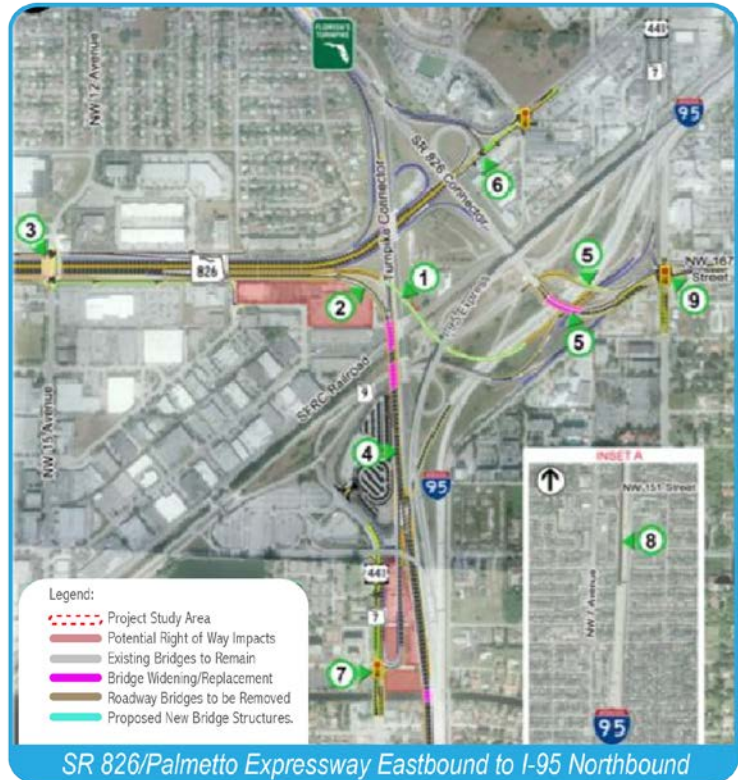 FLORIDA'S
TURNPIKE
441
7
95
NW 12 Avenue
SR 826 Connector
Turnpike Connector
6
3
826
5
NW 167
Street
1
2
9
I-95 Express
5
SFRC Railroad
9
NW 15 Avenue
4
95
INSET A
NW 151 Street
8
NW 7 Avenue
95
441
7
7
Legend:
Project Study Area
Potential Right of Way Impacts
Existing Bridges to Remain
Bridge Widening/Replacement
Roadway Bridges to be Removed
Proposed New Bridge Structures.
SR 826/Palmetto Expressway Eastbound to I-95 Northbound